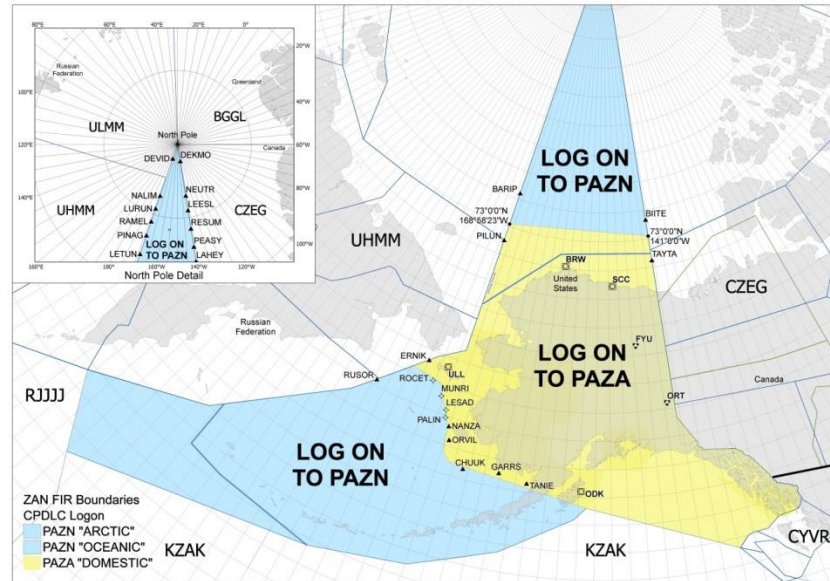 160°E
180°E
160°W
40°W
20°W
0°W
20°W
40°W
60°W
80°W
100°W
120°E
140°E
Russian
Federation
Greenland
ULMM
BGGL
North Pole
Canada
DEVID
DEKMO
NALIM
NEUTR
LURUN
LEESL
UHMM
CZEG
RAMEL
RESUM
PINAG
LOG ON
TO PAZN
PEASY
LETUN
LAHEY
160°E
180°E
160°W
140°W
120°W
North Pole Detail
LOG ON
TO PAZN
BARIP
73°0'0"N
168°58'23"W
PILUN
BIITE
73°0'0"N
141°0'0"W
TAYTA
UHMM
BRW
United
States
SCC
CZEG
Russian
Federation
FYU
LOG ON
TO PAZA
ERNIK
RUSOR
ULL
ROCET
MUNRI
LESAD
PALIN
NANZA
ORVIL
Canada
ORT
RJJJJ
LOG ON
TO PAZN
CHUUK
GARRS
TANIE
ODK
ZAN FIR Boundaries
CPDLC Logon
PAZN "ARCTIC"
PAZN "OCEANIC"
PAZA "DOMESTIC"
KZAK
KZAK
CYVR